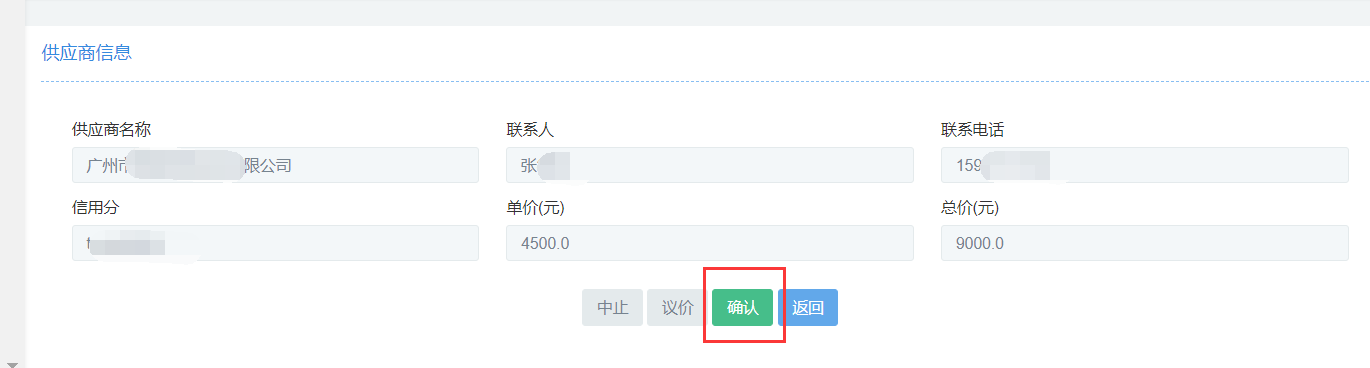 供应商信息
供应商名称 联系人 联系电话
广州市 限公司 张 159
信用分 单价(元) 总价(元)
4500.0 9000.0
中止 议价 确认 返回